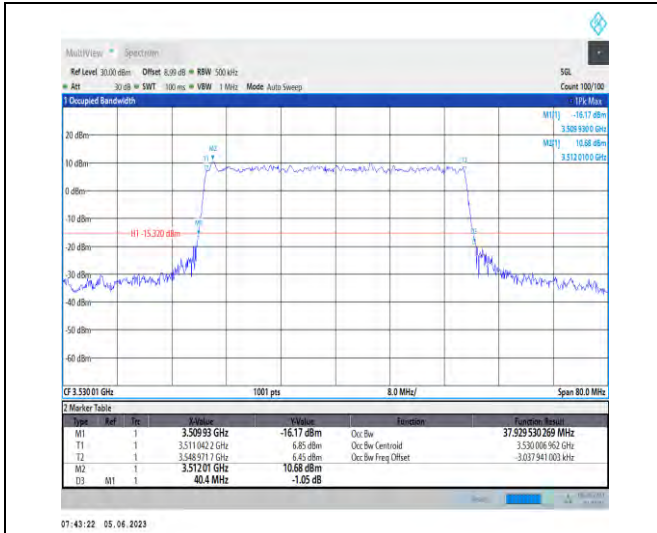 MultiView Spectrum
Ref Level 30.00 dBm Offset 8.99 dB RBW 500 kHz SGL
Att 30 dB SWT 100 ms VBW 1 MHz Mode Auto Sweep Count 100/100
1 Occupied Bandwidth 1Pk Max
M1[1] -16.17 dBm
3.509 930 0 GHz
20 dBm
M2[1] 10.68 dBm
3.512 010 0 GHz
M2
T1 T2
10 dBm
0 dBm
-10 dBm
M1
H1 -15.320 dBm
-20 dBm
-30 dBm
-40 dBm
-50 dBm
-60 dBm
CF 3.530 01 GHz 1001 pts 8.0 MHz/ Span 80.0 MHz
2 Marker Table
Type Ref Trc X-Value Y-Value Function Function Result
M1 1 3.509 93 GHz -16.17 dBm Occ Bw 37.929 530 269 MHz
T1 1 3.511 042 2 GHz 6.85 dBm Occ Bw Centroid 3.530 006 962 GHz
T2 1 3.548 971 7 GHz 6.45 dBm Occ Bw Freq Offset -3.037 941 003 kHz
M2 1 3.512 01 GHz 10.68 dBm
D3 M1 1 40.4 MHz -1.05 dB
07:43:22 05.06.2023